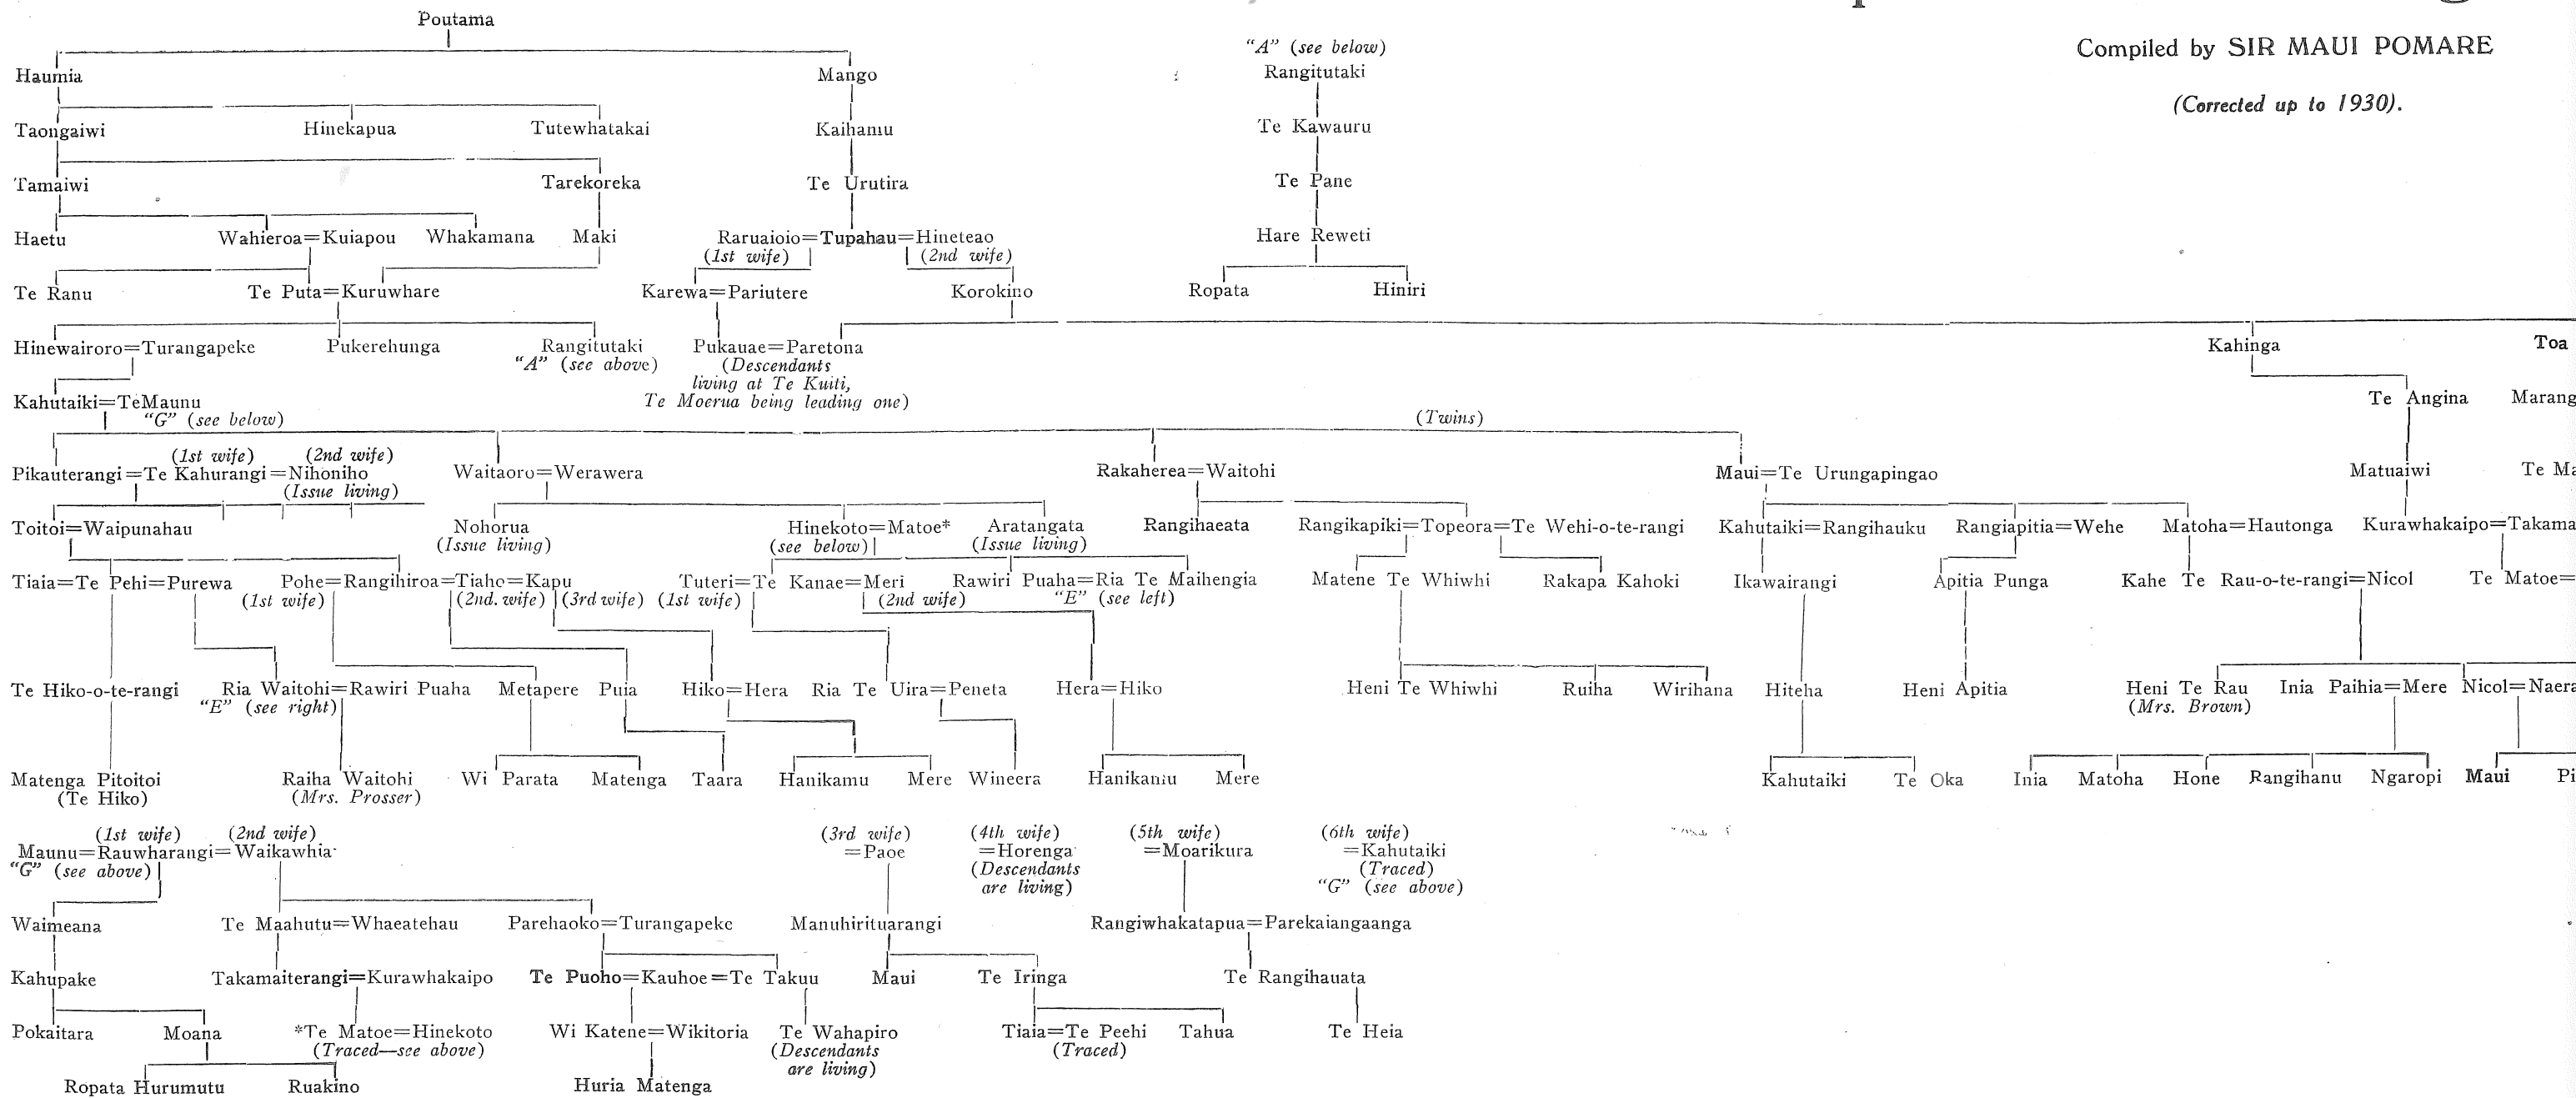 Poutama
"A" (see below)
Compiled by SIR MAUI POMARE
Haumia Mango Rangitutaki
(Corrected up to 1930).
Taongaiwi Hinekapua Tutewhatakai Kaihamu Te Kawauru
Tamaiwi Tarekoreka Te Urutira Te Pane
Haetu Wahieroa=Kuiapou Whakamana Maki Raruaioio=Tupahau=Hineteao Hare Reweti
(1st wife) (2nd wife)
Te Ranu Te Puta=Kuruwhare Karewa=Pariutere Korokino Ropata Hiniri
Hinewairoro=Turangapeke Pukerehunga Rangitutaki Pukauae=Paretona Kahinga Toa
"A" (see above) (Descendants
living at Te Kuiti,
Kahutaiki=TeMaunu Te Moerua being leading one) Te Angina Marang
"G" (see below) (Twins)
(1st wife) (2nd wife)
Pikauterangi=Te Kahurangi=Nihoniho Waitaoro=Werawera Rakaherea=Waitohi Maui=Te Urungapingao Matuaiwi Te Ma
(Issue living)
Toitoi=Waipunahau Nohorua Hinekoto=Matoe* Aratangata Rangihaeata Rangikapiki=Topeora=Te Wehi-o-te-rangi Kahutaiki=Rangihauku Rangiapitia=Wehe Matoha=Hautonga Kurawhakaipo=Takama
(Issue living) (see below) (Issue living)
Tiaia=Te Pehi=Purewa Pohe=Rangihiroa=Tiaho=Kapu Tuteri=Te Kanae=Meri Rawiri Puaha=Ria Te Maihengia Matene Te Whiwhi Rakapa Kahoki Ikawairangi Apitia Punga Kahe Te Rau-o-te-rangi=Nicol Te Matoe=
(1st wife) (2nd. wife) (3rd wife) (1st wife) (2nd wife) "E" (see left)
Te Hiko-o-te-rangi Ria Waitohi=Rawiri Puaha Metapere Puia Hiko=Hera Ria Te Uira=Peneta Hera=Hiko Heni Te Whiwhi Ruiha Wirihana Hiteha Heni Apitia Heni Te Rau Inia Paihia=Mere Nicol=Naera
"E" (see right) (Mrs. Brown)
Matenga Pitoitoi Raiha Waitohi Wi Parata Matenga Taara Hanikamu Mere Wineera Hanikamu Mere Kahutaiki Te Oka Inia Matoha Hone Rangihanu Ngaropi Maui Pi
(Te Hiko) (Mrs. Prosser)
(1st wife) (2nd wife) (3rd wife) (4th wife) (5th wife) (6th wife)
Maunu=Rauwharangi=Waikawhia =Paoe =Horenga =Moarikura =Kahutaiki
"G" (see above) (Descendants (Traced)
are living) "G" (see above)
Waimeana Te Maahutu=Whaeatehau Parehaoko=Turangapeke Manuhirituarangi Rangiwhakatapua=Parekaiangaanga
Kahupake Takamaiterangi=Kurawhakaipo Te Puoho=Kauhoe=Te Takuu Maui Te Iringa Te Rangihauata
Pokaitara Moana *Te Matoe=Hinekoto Wi Katene=Wikitoria Te Wahapiro Tiaia=Te Peehi Tahua Te Heia
(Traced—see above) (Descendants (Traced)
are living)
Ropata Hurumutu Ruakino Huria Matenga